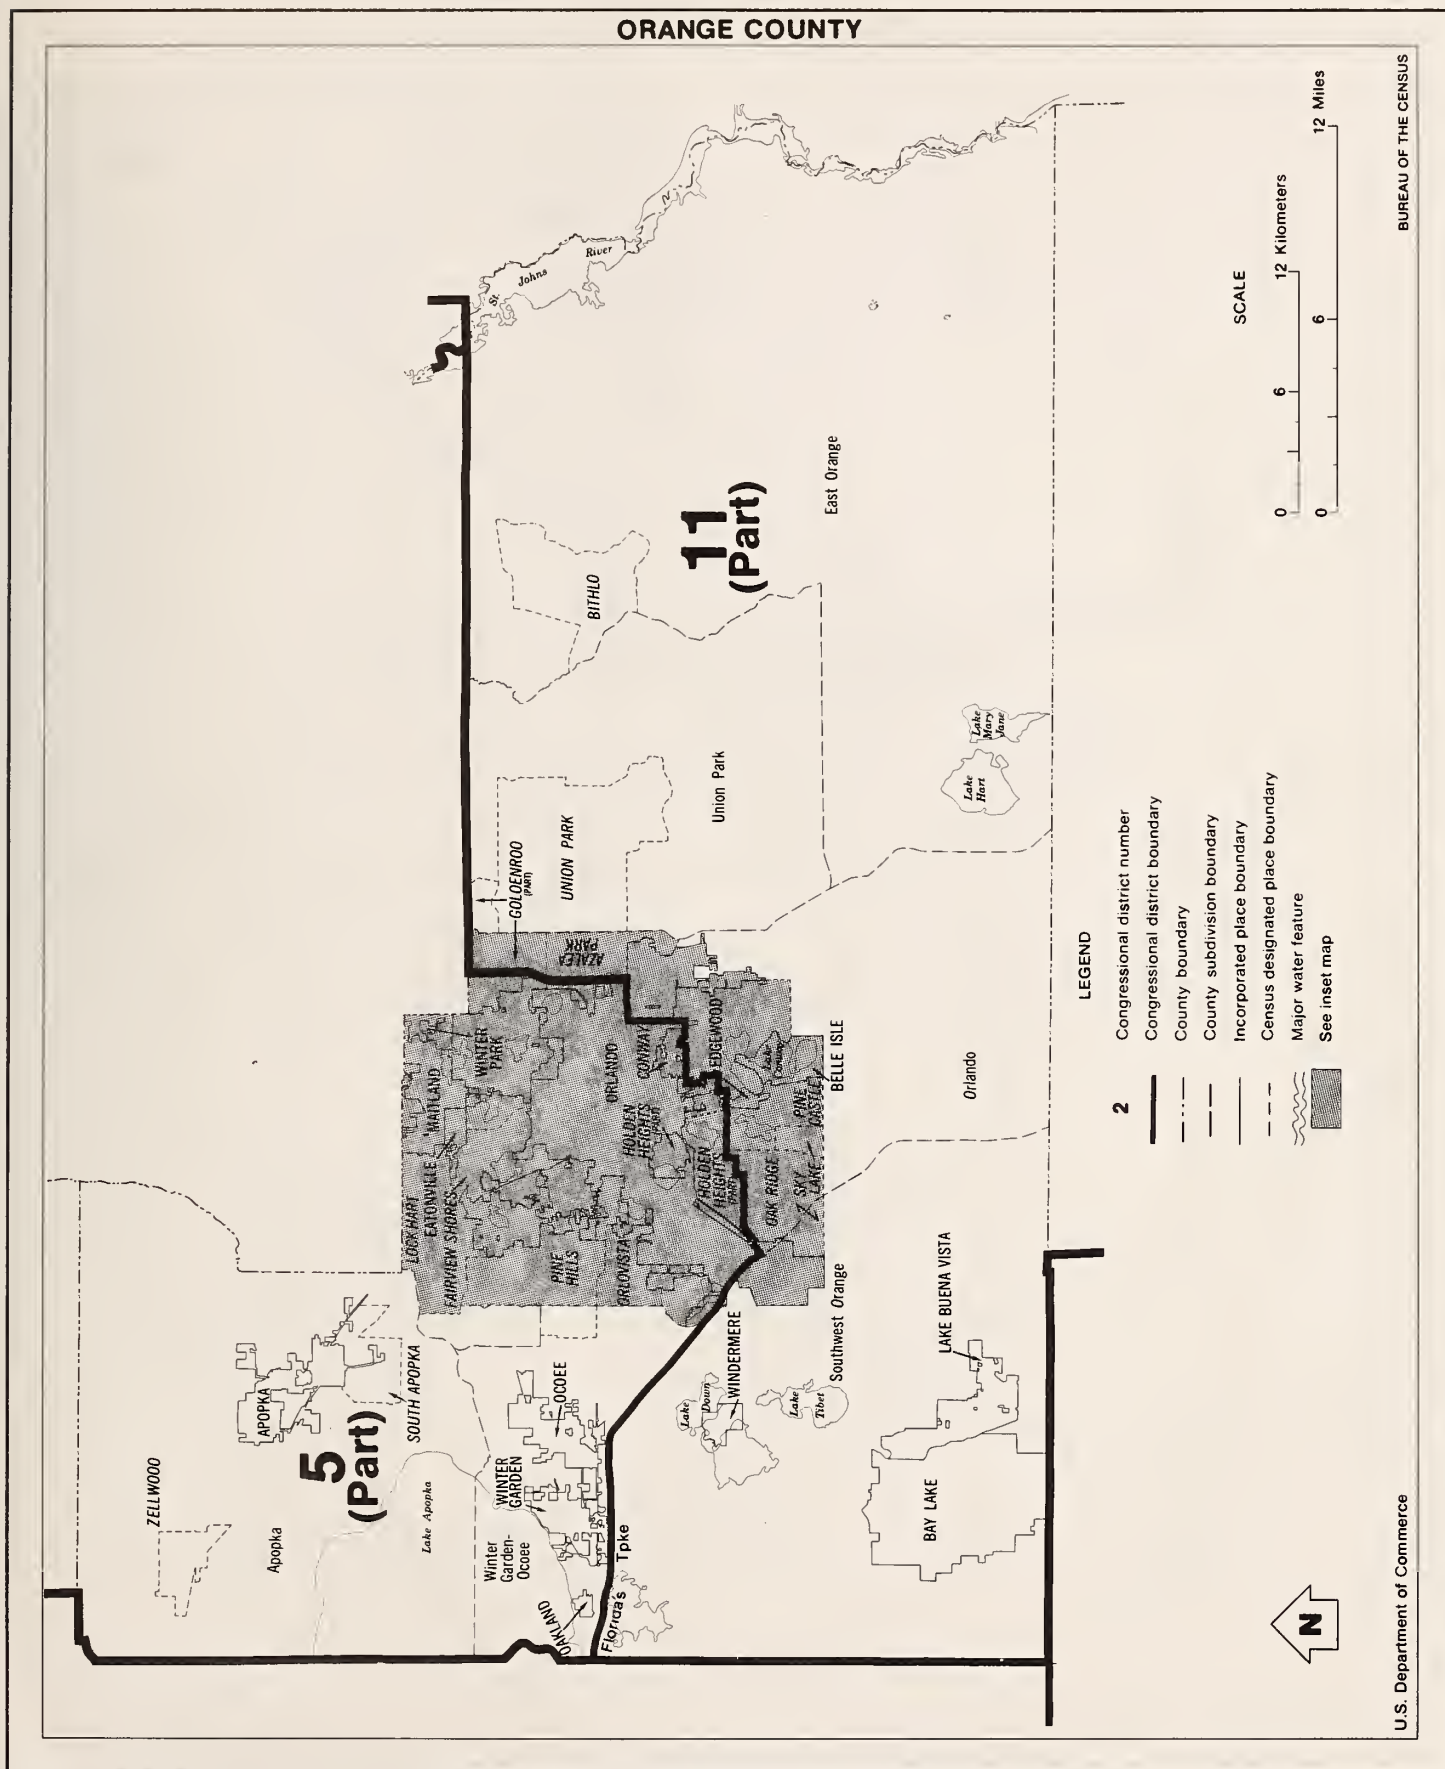 ORANGE COUNTY
ZELLWOOD
Apopka
APOPKA
5
(Part)
SOUTH APOPKA
Lake Apopka
LOCKHART
EATONVILLE
FAIRVIEW SHORES
MAITLAND
WINTER
PARK
Winter
Garden-
Ocoee
WINTER
GARDEN
OCOEE
OAKLAND
Florida's Tpke
PINE
HILLS
ORLOVISTA
ORLANDO
HOLDEN
HEIGHTS
(PART)
CONWAY
AZALEA
PARK
GOLDENROO
(PART)
UNION PARK
Union Park
BITHLO
11
(Part)
East Orange
St. Johns River
HOLDEN
HEIGHTS
(PART)
EDGEWOOD
Lake
Conway
OAK RIDGE
SKY
LAKE
PINE
CASTLE
BELLE ISLE
Lake
Down
WINDERMERE
Lake
Tibet
Southwest Orange
LAKE BUENA VISTA
BAY LAKE
Orlando
Lake
Hart
Lake
Mary
Jane
LEGEND
2 Congressional district number
Congressional district boundary
County boundary
County subdivision boundary
Incorporated place boundary
Census designated place boundary
Major water feature
See inset map
SCALE
0 6 12 Kilometers
0 6 12 Miles
N
U.S. Department of Commerce
BUREAU OF THE CENSUS